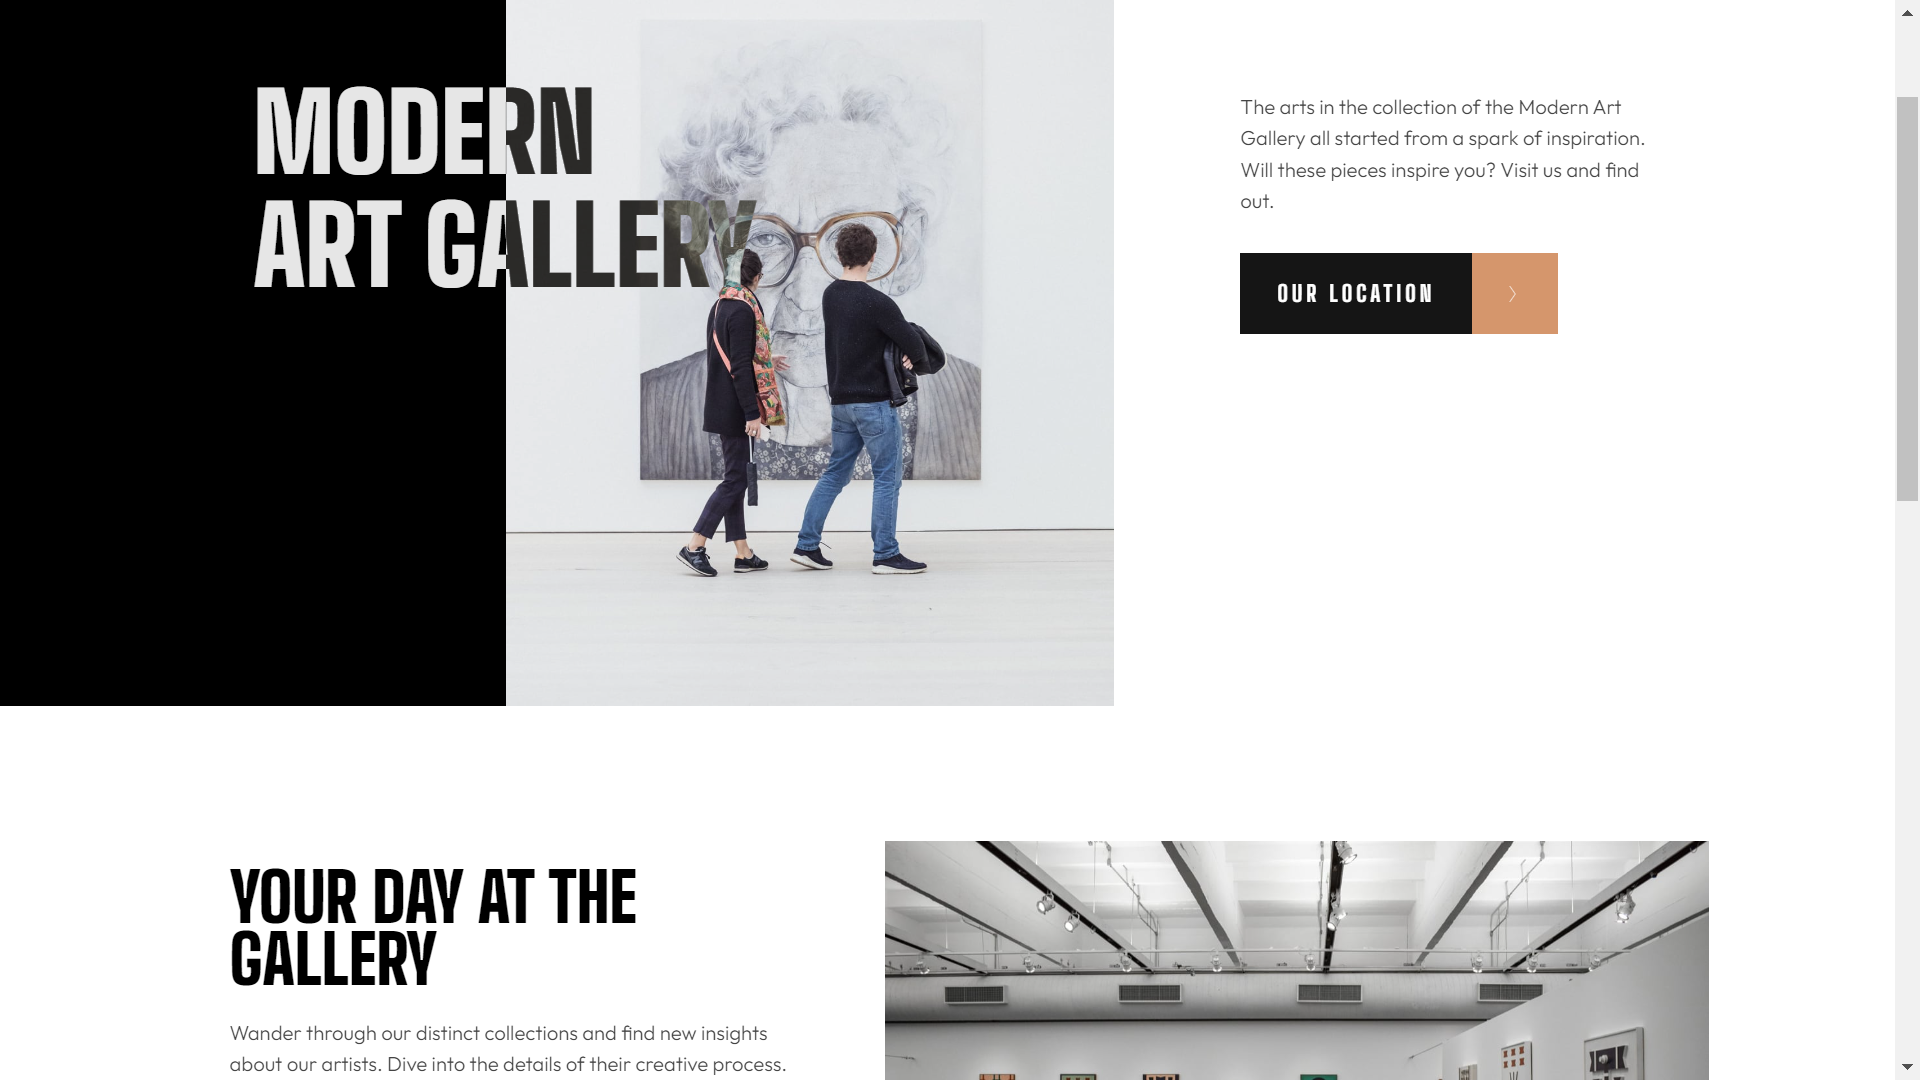 MODERN
ART GALLERY
The arts in the collection of the Modern Art
Gallery all started from a spark of inspiration.
Will these pieces inspire you? Visit us and find
out.
OUR LOCATION
YOUR DAY AT THE
GALLERY
Wander through our distinct collections and find new insights
about our artists. Dive into the details of their creative process.